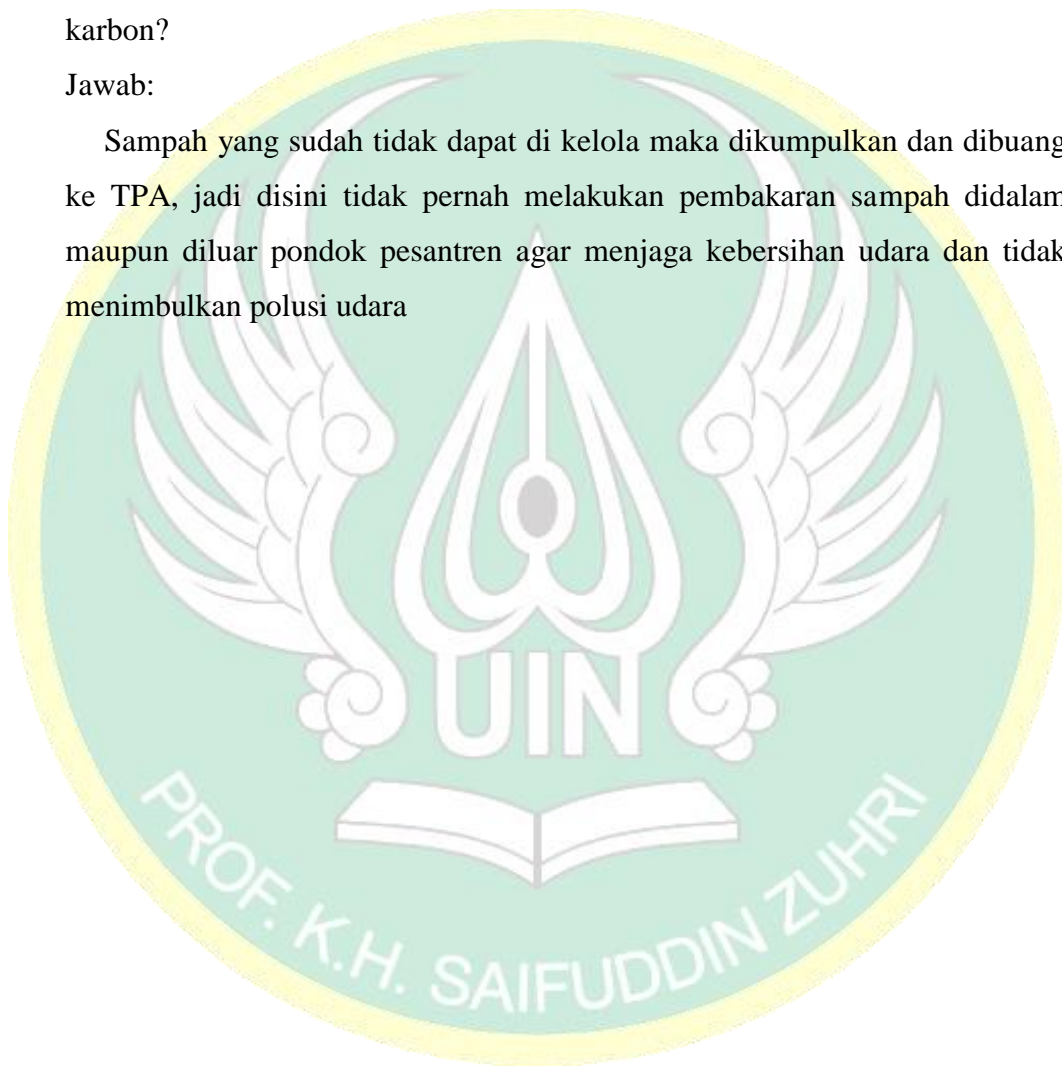 karbon?
Jawab:
Sampah yang sudah tidak dapat di kelola maka dikumpulkan dan dibuang
ke TPA, jadi disini tidak pernah melakukan pembakaran sampah didalam
maupun diluar pondok pesantren agar menjaga kebersihan udara dan tidak
menimbulkan polusi udara
UIN
PROF. K.H. SAIFUDDIN ZUHRI